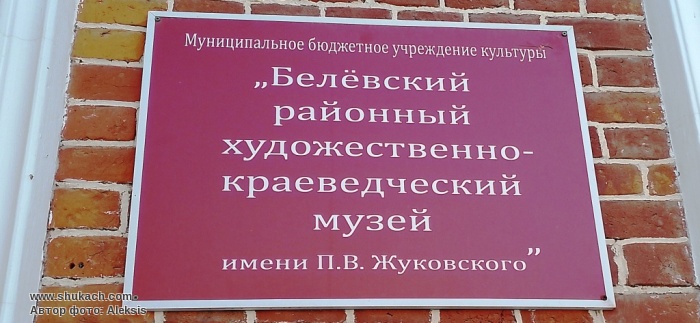 Муниципальное бюджетное учреждение культуры
„Белёвский
районный
художественно-
краеведческий
музей
имени П.В. Жуковского”
www.shukach.com
Автор фото: Aleksis